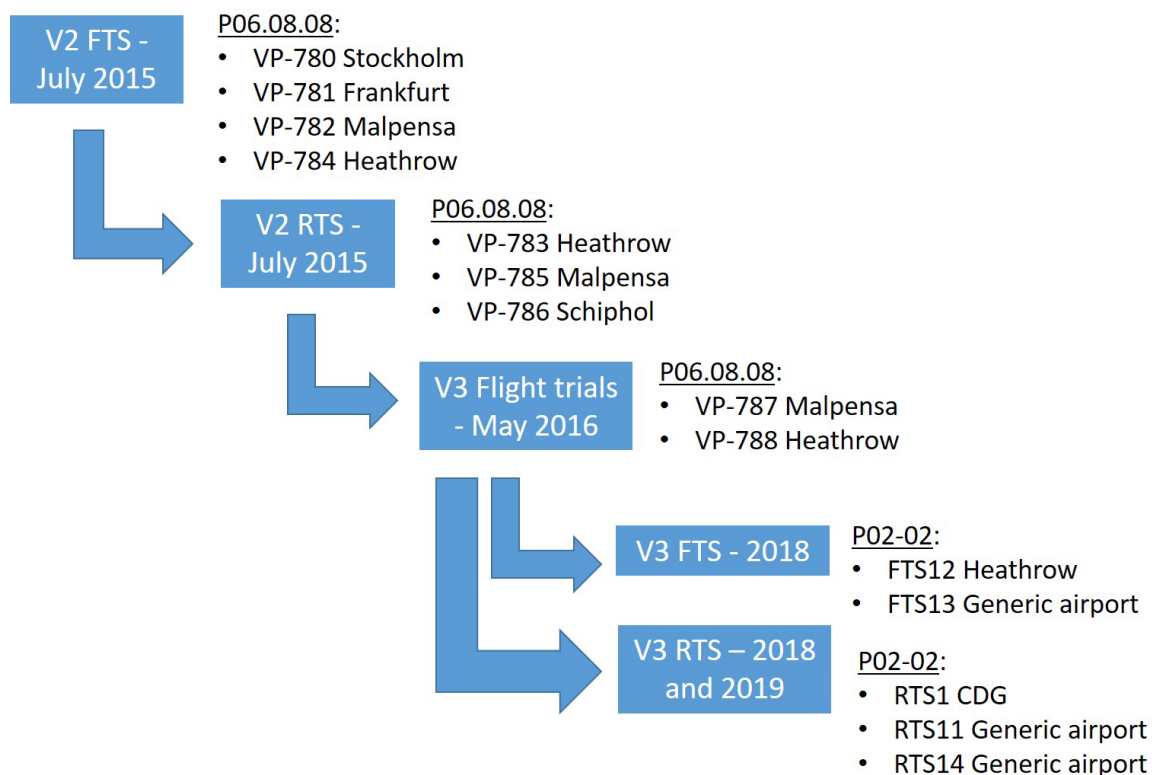 V2 FTS -
July 2015
P06.08.08:
• VP-780 Stockholm
• VP-781 Frankfurt
• VP-782 Malpensa
• VP-784 Heathrow
V2 RTS -
July 2015
P06.08.08:
• VP-783 Heathrow
• VP-785 Malpensa
• VP-786 Schiphol
V3 Flight trials
- May 2016
P06.08.08:
• VP-787 Malpensa
• VP-788 Heathrow
V3 FTS - 2018
P02-02:
• FTS12 Heathrow
• FTS13 Generic airport
V3 RTS – 2018
and 2019
P02-02:
• RTS1 CDG
• RTS11 Generic airport
• RTS14 Generic airport